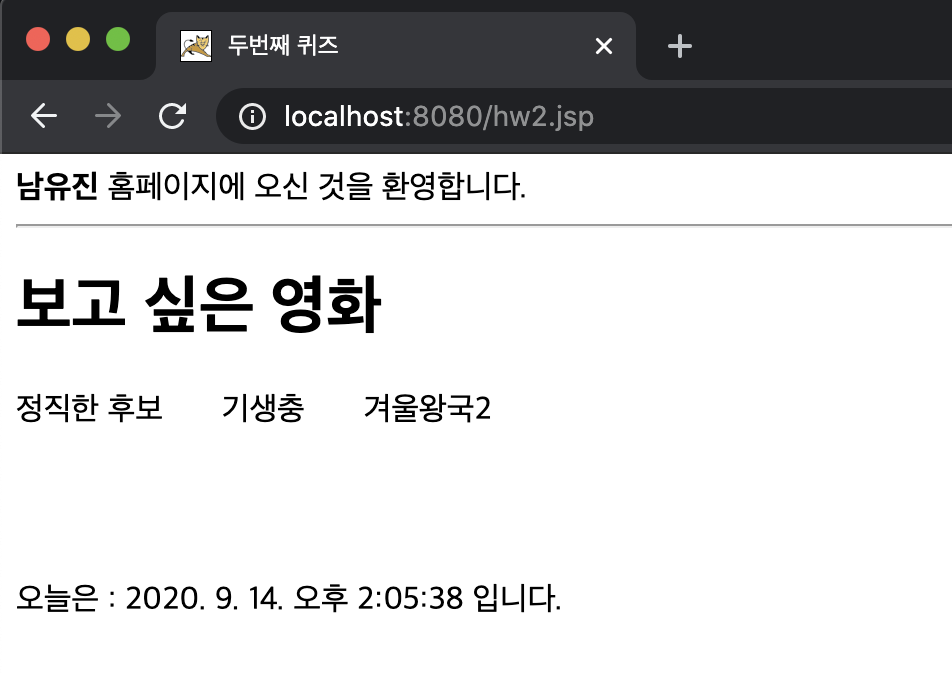 두번째 퀴즈
localhost:8080/hw2.jsp
남유진 홈페이지에 오신 것을 환영합니다.
보고 싶은 영화
정직한 후보 기생충 겨울왕국2
오늘은 : 2020. 9. 14. 오후 2:05:38 입니다.